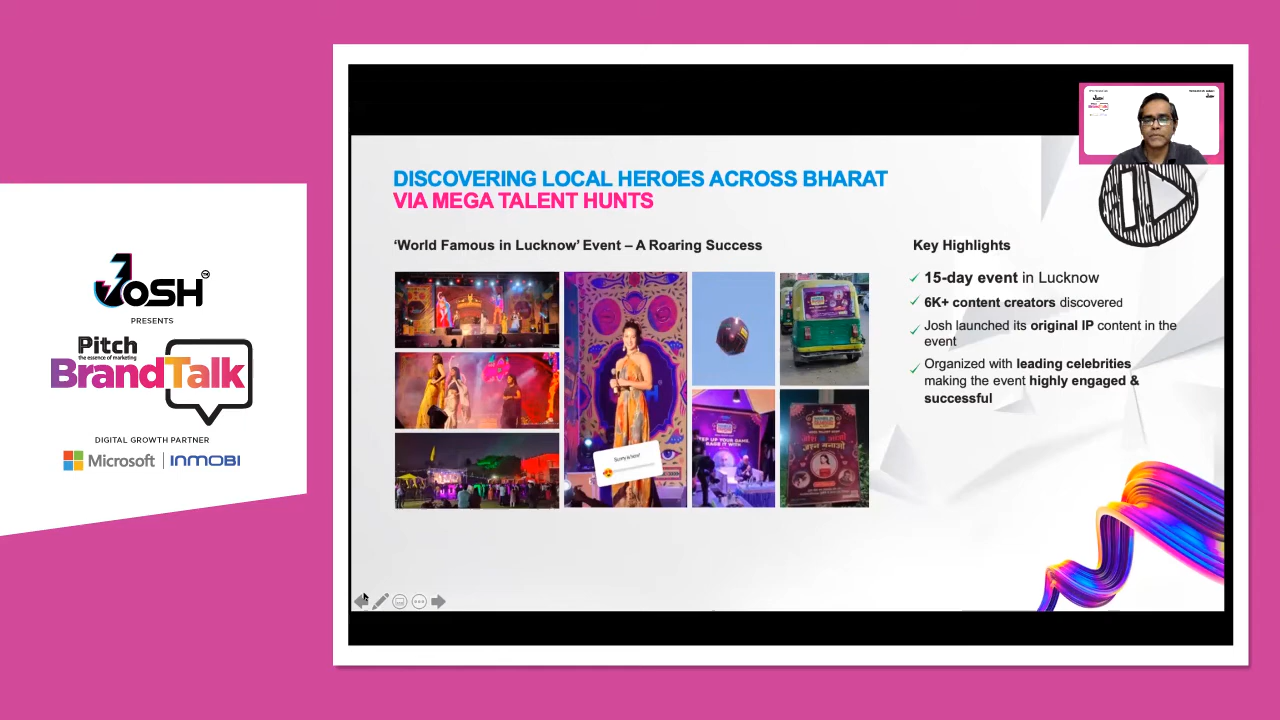 JOSH
PRESENTS
Pitch
the essence of marketing
BrandTalk
DIGITAL GROWTH PARTNER
Microsoft | INMOBI
DISCOVERING LOCAL HEROES ACROSS BHARAT
VIA MEGA TALENT HUNTS
‘World Famous in Lucknow’ Event – A Roaring Success
Key Highlights
15-day event in Lucknow
6K+ content creators discovered
Josh launched its original IP content in the
event
Organized with leading celebrities
making the event highly engaged &
successful